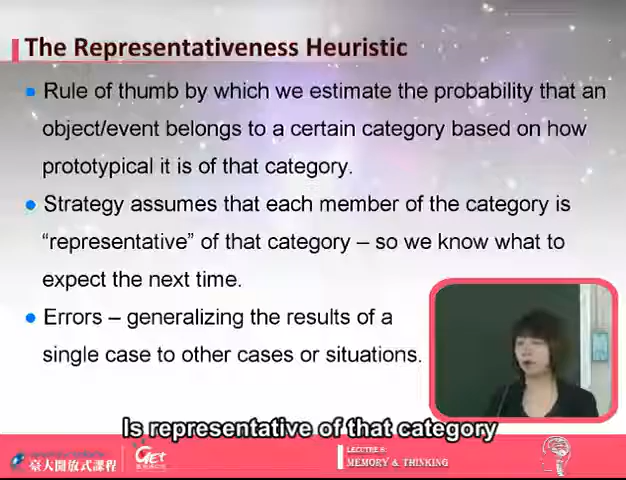 The Representativeness Heuristic
Rule of thumb by which we estimate the probability that an
object/event belongs to a certain category based on how
prototypical it is of that category.
Strategy assumes that each member of the category is
“representative” of that category – so we know what to
expect the next time.
Errors – generalizing the results of a
single case to other cases or situations.
Is representative of that category
臺大開放式課程
GET
LECTURE 8:
MEMORY & THINKING